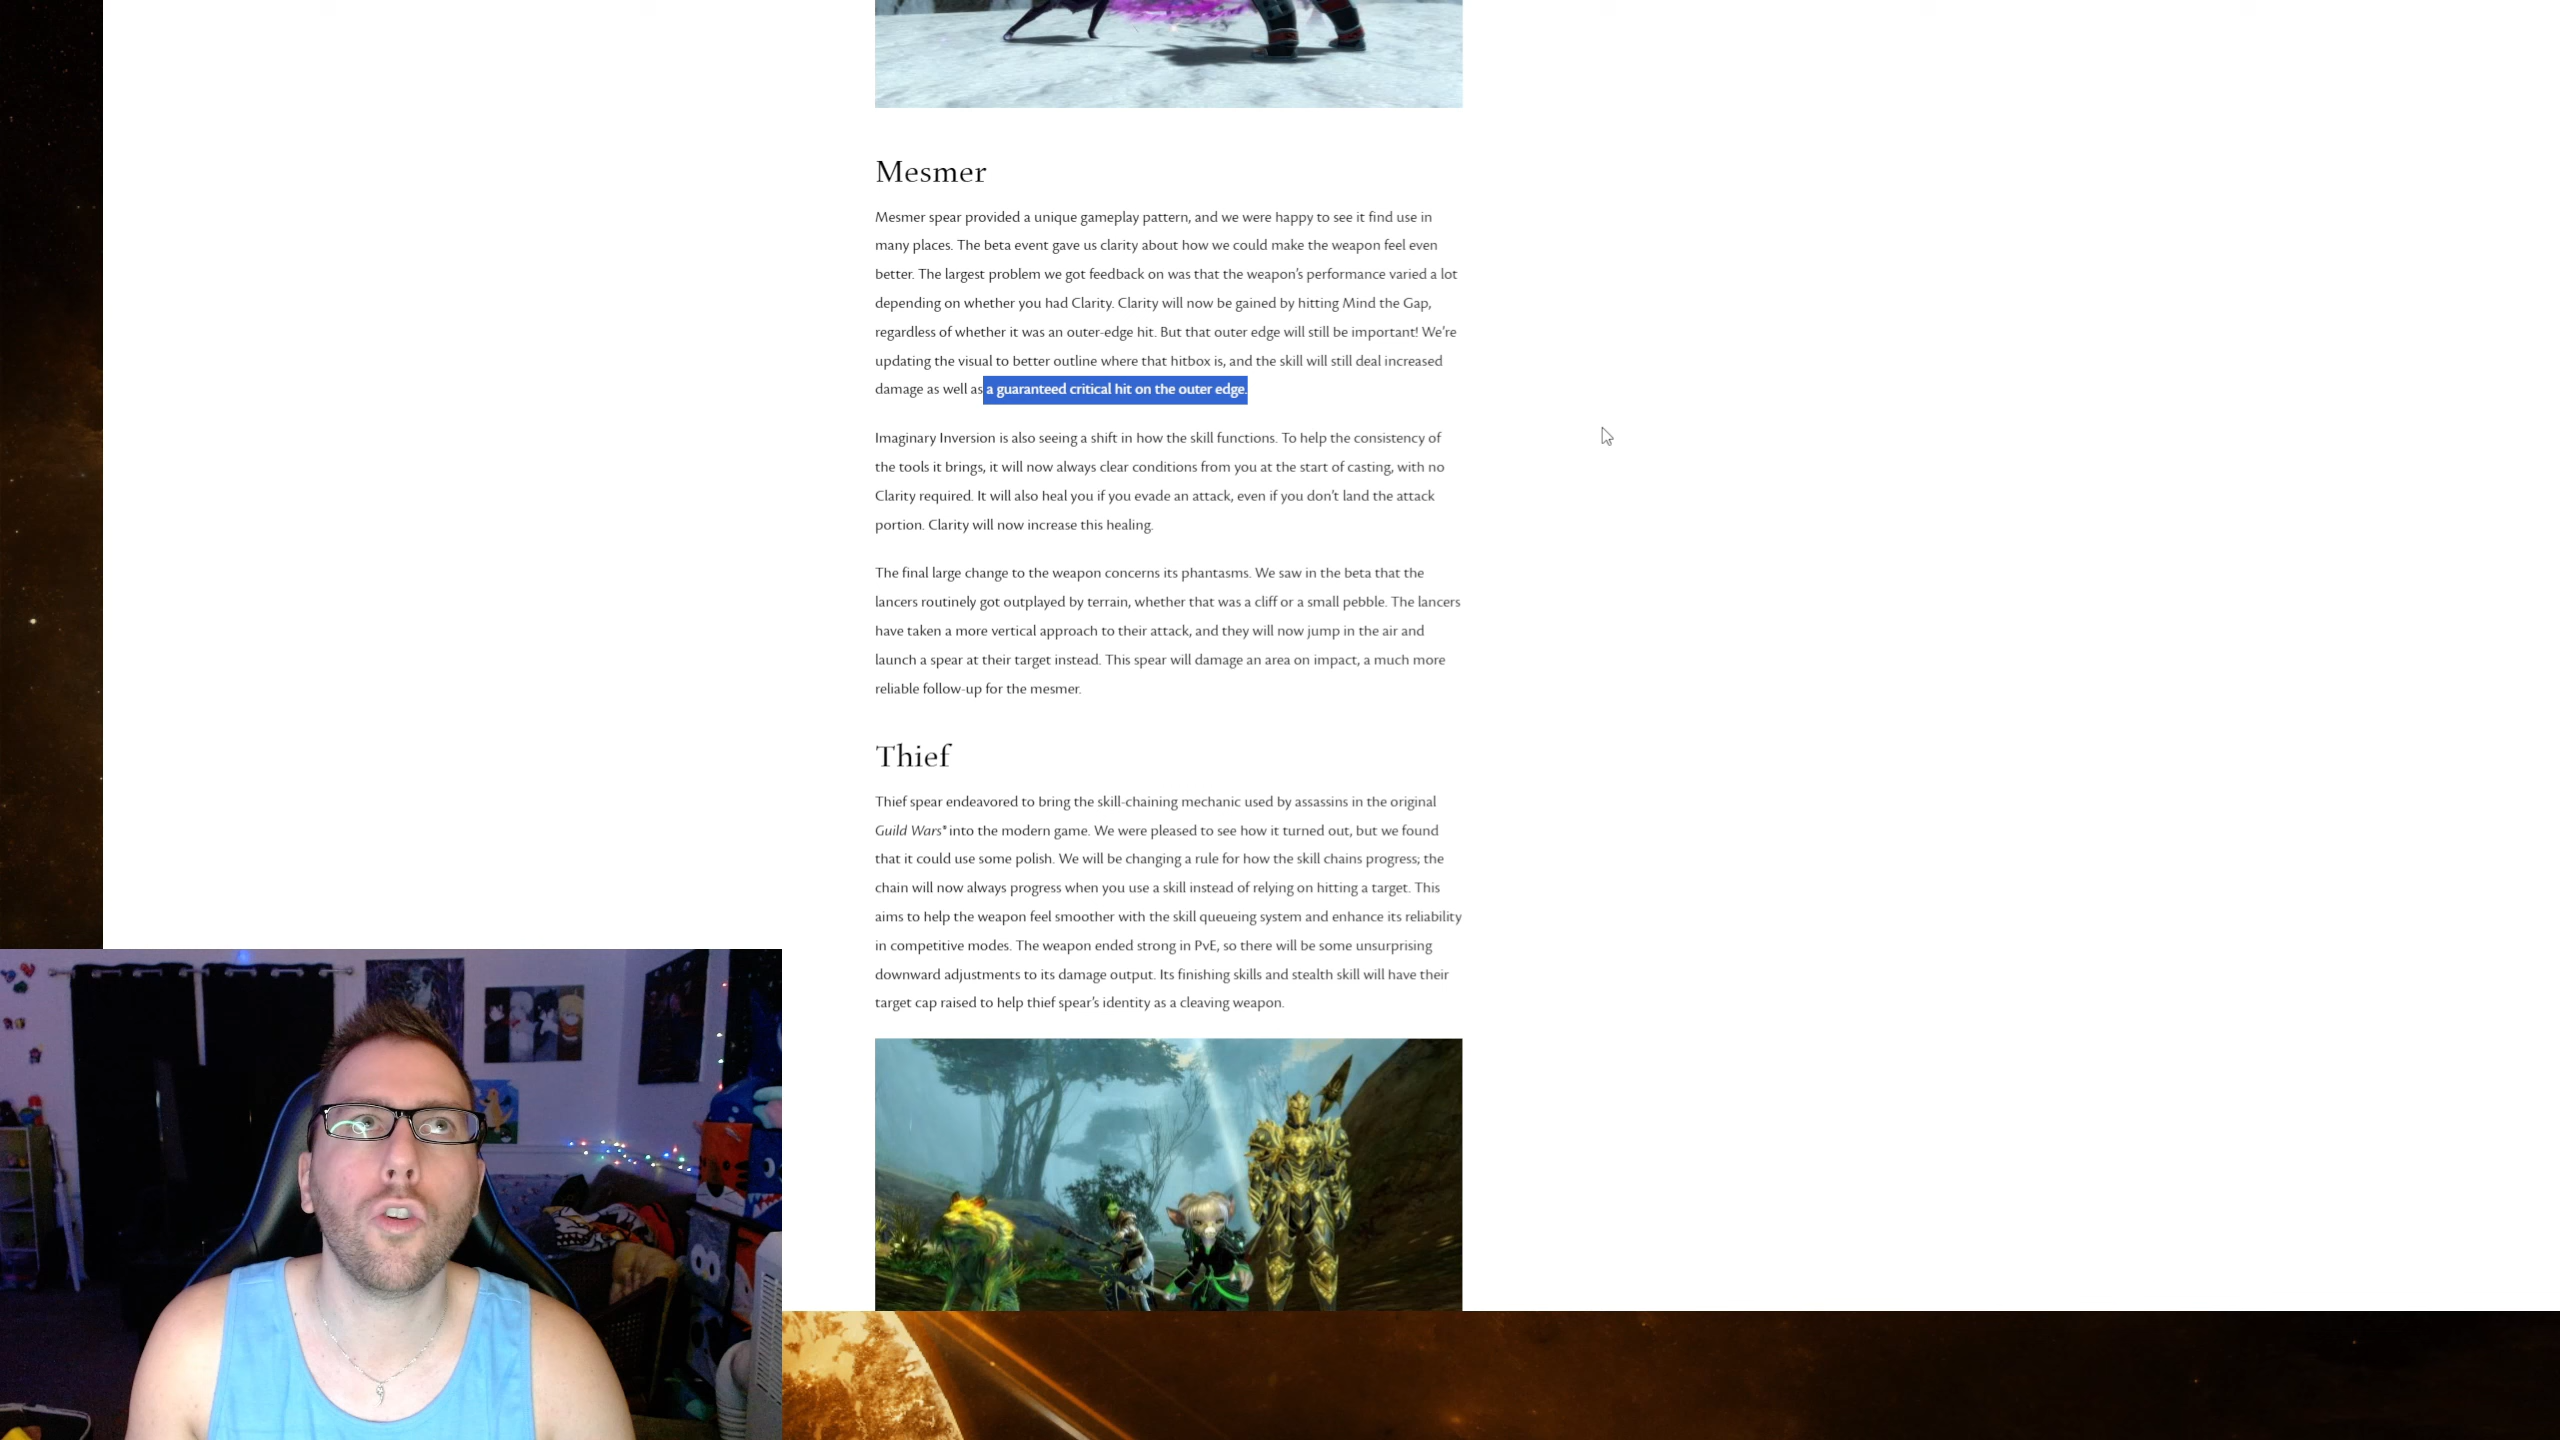 Mesmer
Mesmer spear provided a unique gameplay pattern, and we were happy to see it find use in
many places. The beta event gave us clarity about how we could make the weapon feel even
better. The largest problem we got feedback on was that the weapon’s performance varied a lot
depending on whether you had Clarity. Clarity will now be gained by hitting Mind the Gap,
regardless of whether it was an outer-edge hit. But that outer edge will still be important! We’re
updating the visual to better outline where that hitbox is, and the skill will still deal increased
damage as well as a guaranteed critical hit on the outer edge.
Imaginary Inversion is also seeing a shift in how the skill functions. To help the consistency of
the tools it brings, it will now always clear conditions from you at the start of casting, with no
Clarity required. It will also heal you if you evade an attack, even if you don’t land the attack
portion. Clarity will now increase this healing.
The final large change to the weapon concerns its phantasms. We saw in the beta that the
lancers routinely got outplayed by terrain, whether that was a cliff or a small pebble. The lancers
have taken a more vertical approach to their attack, and they will now jump in the air and
launch a spear at their target instead. This spear will damage an area on impact, a much more
reliable follow-up for the mesmer.
Thief
Thief spear endeavored to bring the skill-chaining mechanic used by assassins in the original
Guild Wars® into the modern game. We were pleased to see how it turned out, but we found
that it could use some polish. We will be changing a rule for how the skill chains progress; the
chain will now always progress when you use a skill instead of relying on hitting a target. This
aims to help the weapon feel smoother with the skill queueing system and enhance its reliability
in competitive modes. The weapon ended strong in PvE, so there will be some unsurprising
downward adjustments to its damage output. Its finishing skills and stealth skill will have their
target cap raised to help thief spear’s identity as a cleaving weapon.